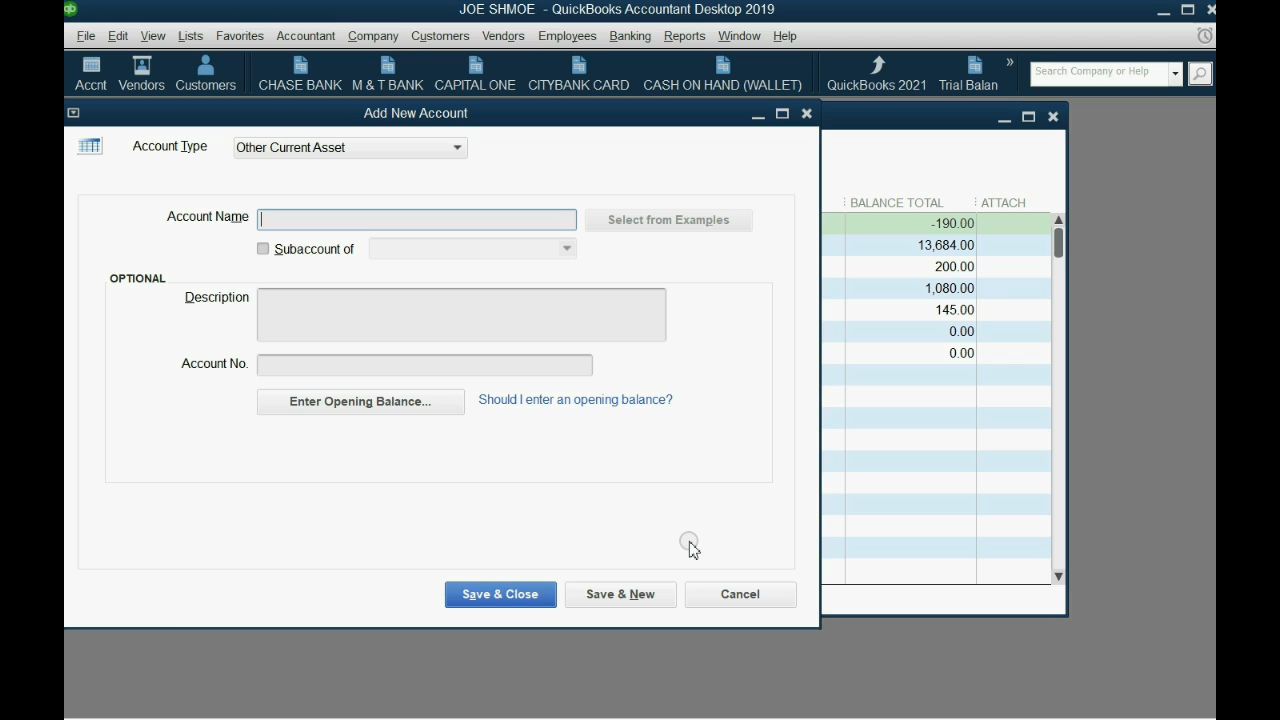 JOE SHMOE - QuickBooks Accountant Desktop 2019
File Edit View Lists Favorites Accountant Company Customers Vendors Employees Banking Reports Window Help
Accnt Vendors Customers CHASE BANK M & T BANK CAPITAL ONE CITYBANK CARD CASH ON HAND (WALLET) QuickBooks 2021 Trial Balan » Search Company or Help
Add New Account
Account Type Other Current Asset
Account Name Select from Examples
Subaccount of
OPTIONAL
Description
Account No.
Enter Opening Balance... Should I enter an opening balance?
Save & Close Save & New Cancel
BALANCE TOTAL ATTACH
-190.00
13,684.00
200.00
1,080.00
145.00
0.00
0.00